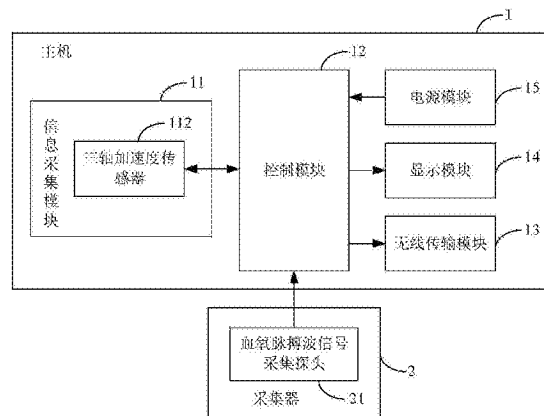 1
主机
11
12
112
信息采集模块
三轴加速度传
感器
控制模块
电源模块
15
显示模块
14
无线传输模块
13
血氧脉搏波信号
采集探头
2
采集器
21